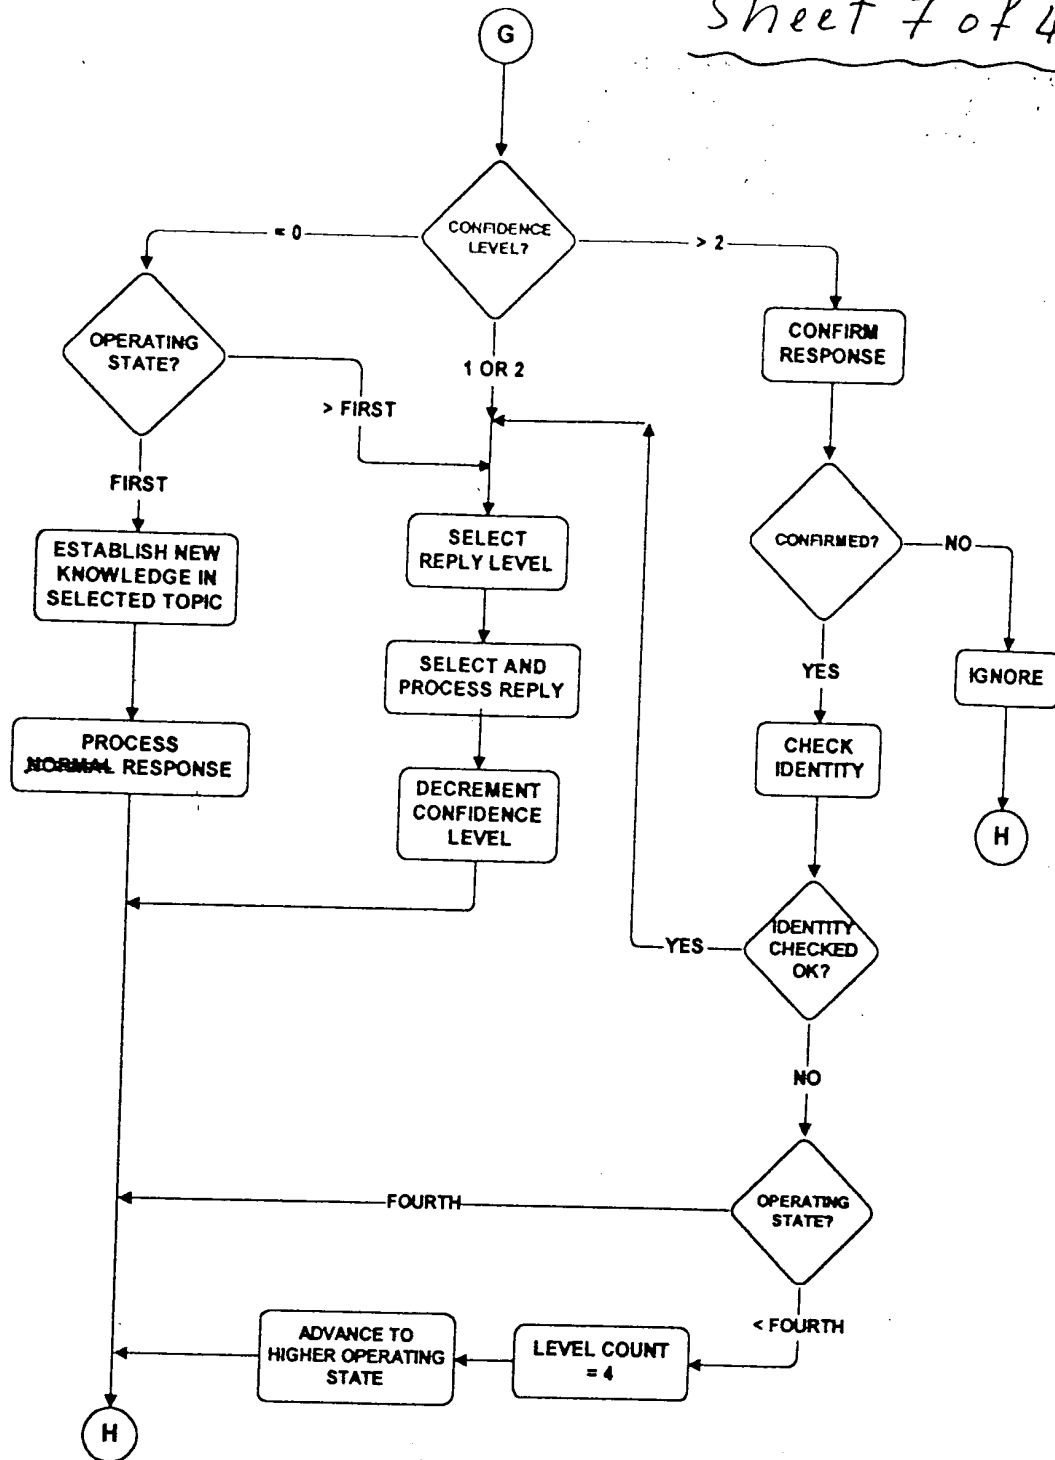 sheet 7 of 4
G
CONFIDENCE
LEVEL?
= 0
> 2
OPERATING
STATE?
1 OR 2
CONFIRM
RESPONSE
> FIRST
FIRST
ESTABLISH NEW
KNOWLEDGE IN
SELECTED TOPIC
SELECT
REPLY LEVEL
CONFIRMED?
NO
SELECT AND
PROCESS REPLY
YES
IGNORE
PROCESS
NORMAL RESPONSE
CHECK
IDENTITY
DECREMENT
CONFIDENCE
LEVEL
H
IDENTITY
CHECKED
OK?
YES
NO
FOURTH
OPERATING
STATE?
< FOURTH
ADVANCE TO
HIGHER OPERATING
STATE
LEVEL COUNT
= 4
H